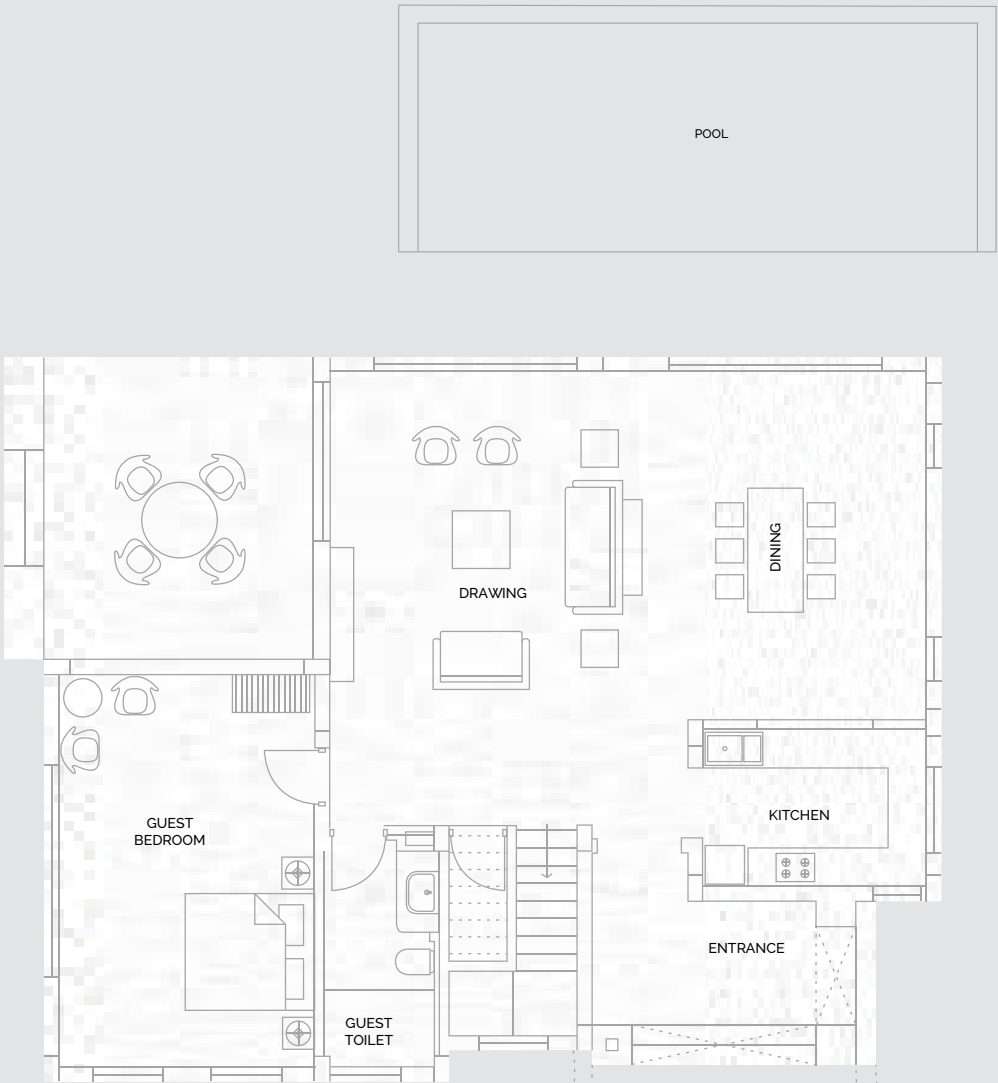 POOL
DINING
DRAWING
KITCHEN
GUEST
BEDROOM
ENTRANCE
GUEST
TOILET